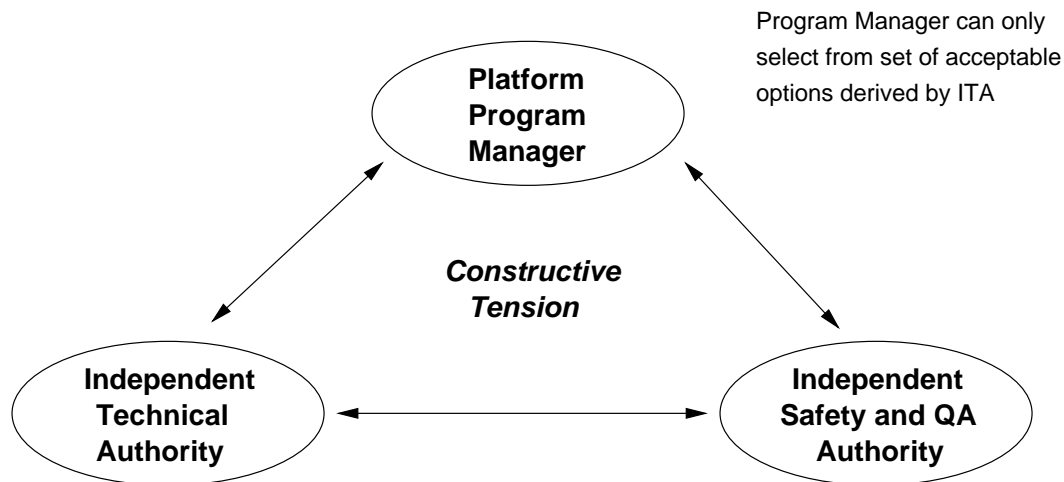 Program Manager can only
select from set of acceptable
options derived by ITA
Platform
Program
Manager
Constructive
Tension
Independent
Technical
Authority
Independent
Safety and QA
Authority